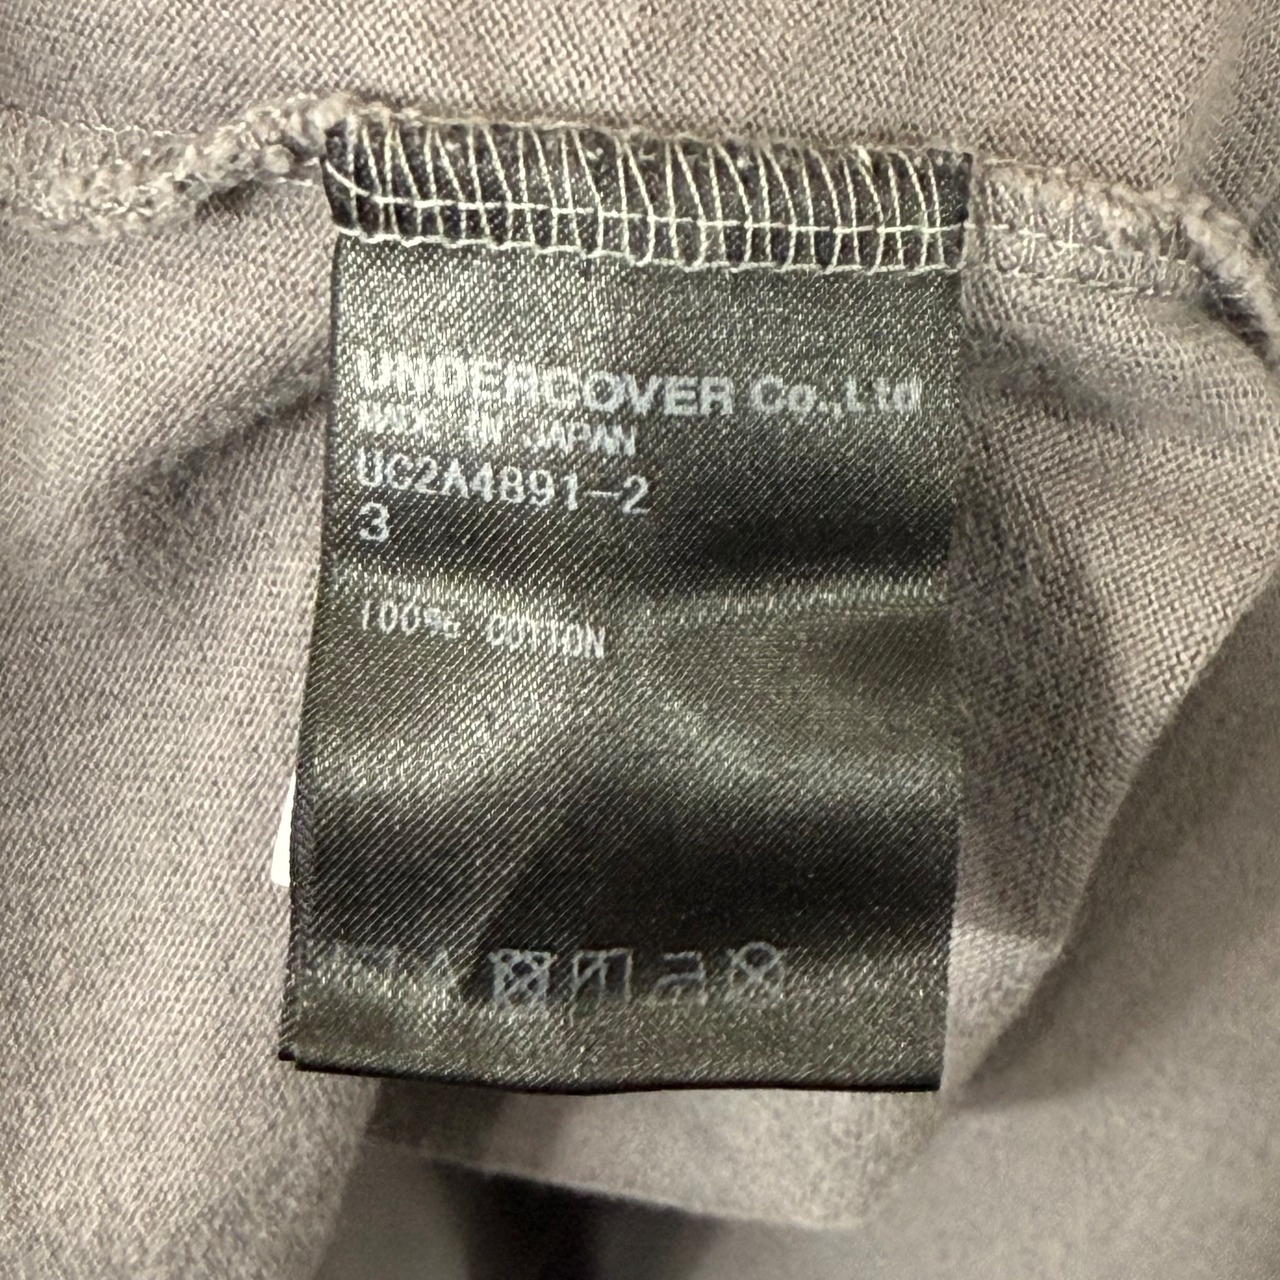 UNDERCOVER Co.,Ltd
MADE IN JAPAN
UC2A4891-2
3
100% COTTON